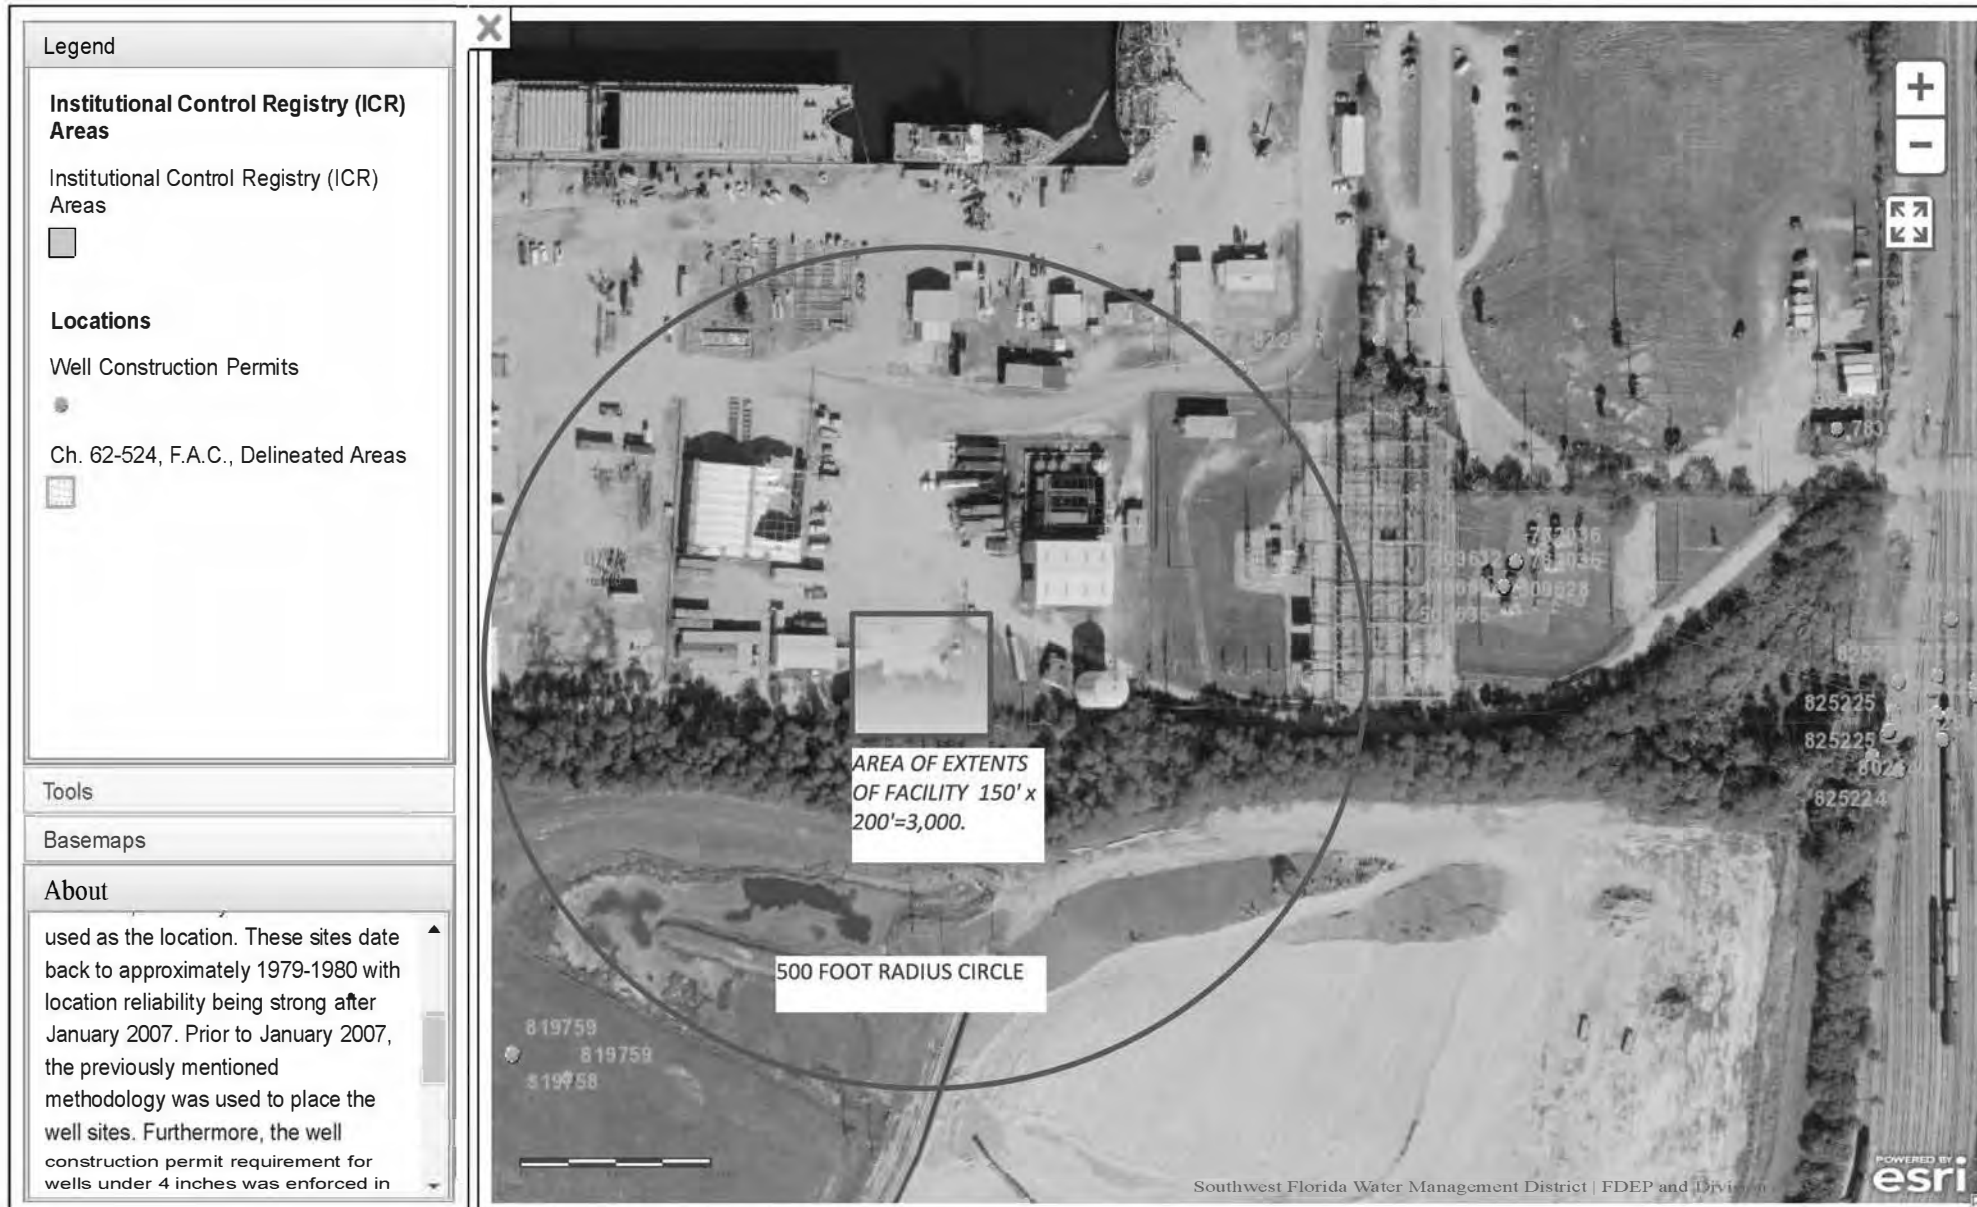 Legend
Institutional Control Registry (ICR)
Areas
Institutional Control Registry (ICR)
Areas
Locations
Well Construction Permits
Ch. 62-524, F.A.C., Delineated Areas
Tools
Basemaps
About
used as the location. These sites date
back to approximately 1979-1980 with
location reliability being strong after
January 2007. Prior to January 2007,
the previously mentioned
methodology was used to place the
well sites. Furthermore, the well
construction permit requirement for
wells under 4 inches was enforced in
AREA OF EXTENTS
OF FACILITY 150' x
200'=3,000.
500 FOOT RADIUS CIRCLE
819759
819759
819758
825225
825225
825224
Southwest Florida Water Management District | FDEP and
POWERED BY
esri